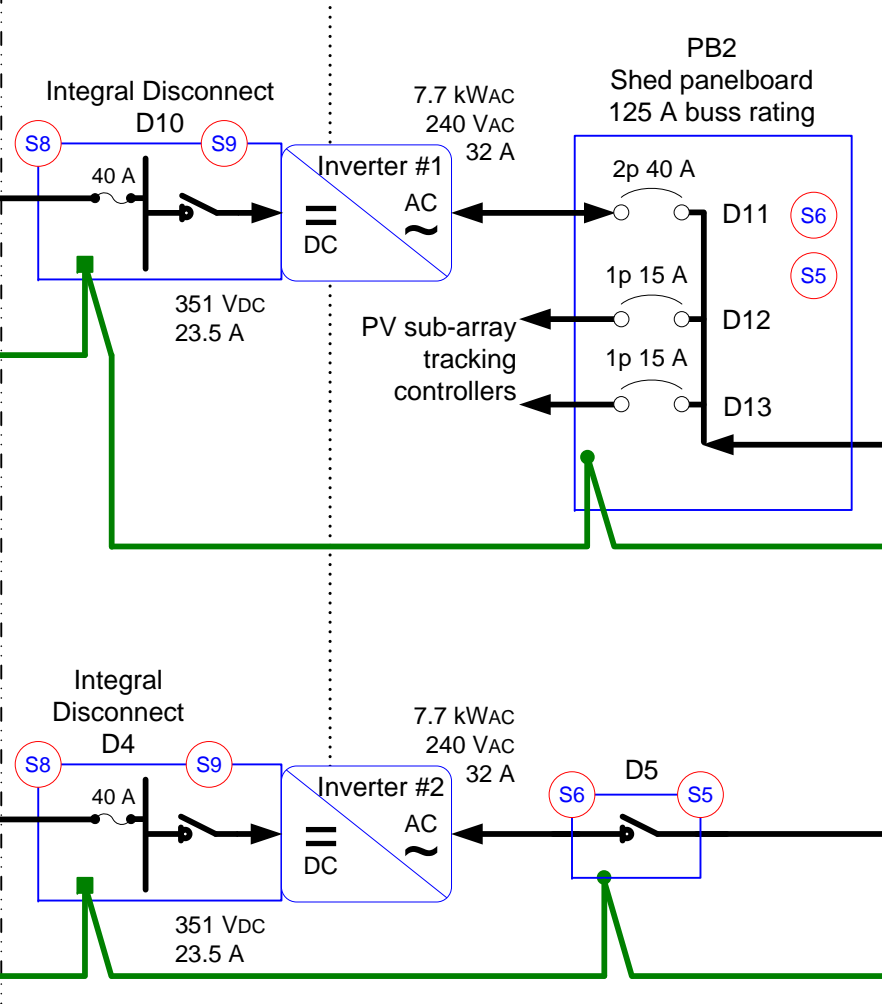 PB2
Shed panelboard
125 A buss rating
Integral Disconnect
D10
S8
S9
40 A
7.7 kWAC
240 VAC
32 A
Inverter #1
AC
DC
351 VDC
23.5 A
2p 40 A
D11
S6
S5
1p 15 A
D12
PV sub-array
tracking
controllers
1p 15 A
D13
Integral
Disconnect
D4
S8
S9
40 A
7.7 kWAC
240 VAC
32 A
Inverter #2
AC
DC
351 VDC
23.5 A
D5
S6
S5